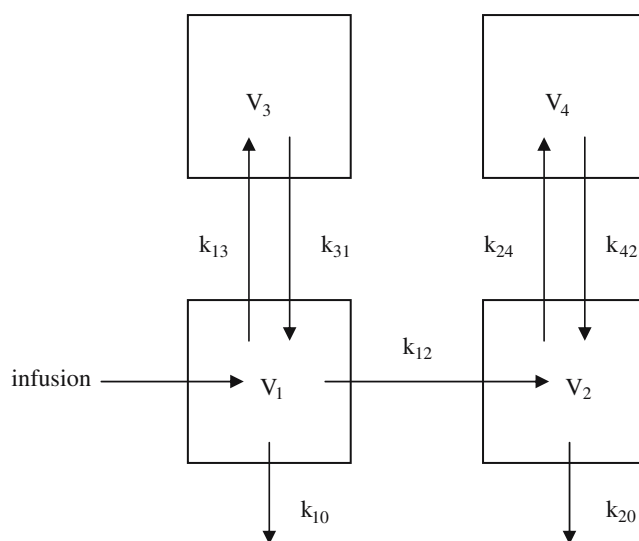 V₃
V₄
k₁₃
k₃₁
k₂₄
k₄₂
k₁₂
infusion
V₁
V₂
k₁₀
k₂₀